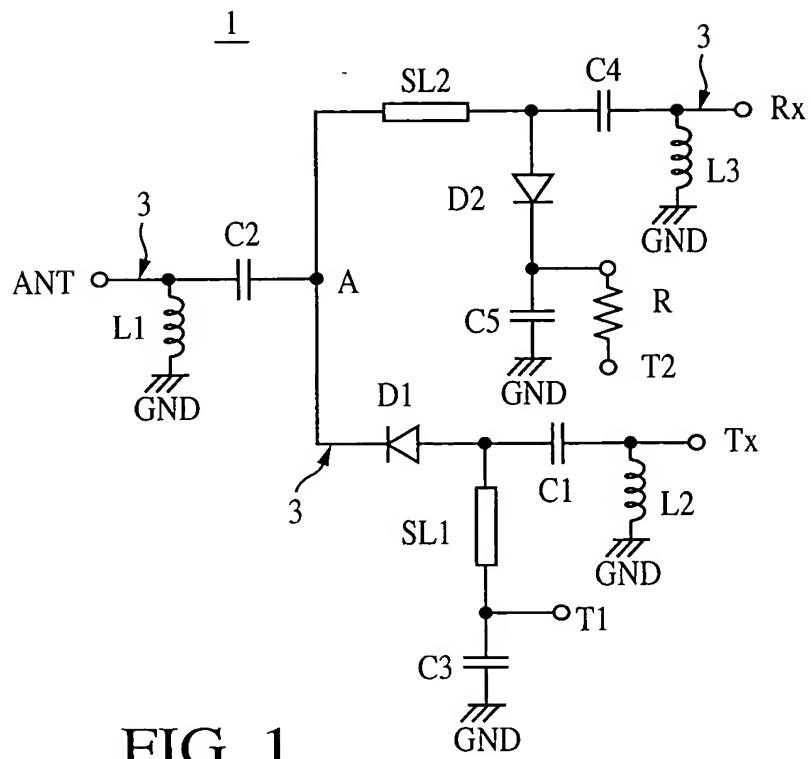 1
3
C4
SL2
Rx
L3
D2
GND
3
C2
ANT
A
L1
C5
R
T2
GND
GND
D1
Tx
3
C1
L2
SL1
GND
T1
C3
GND
FIG. 1